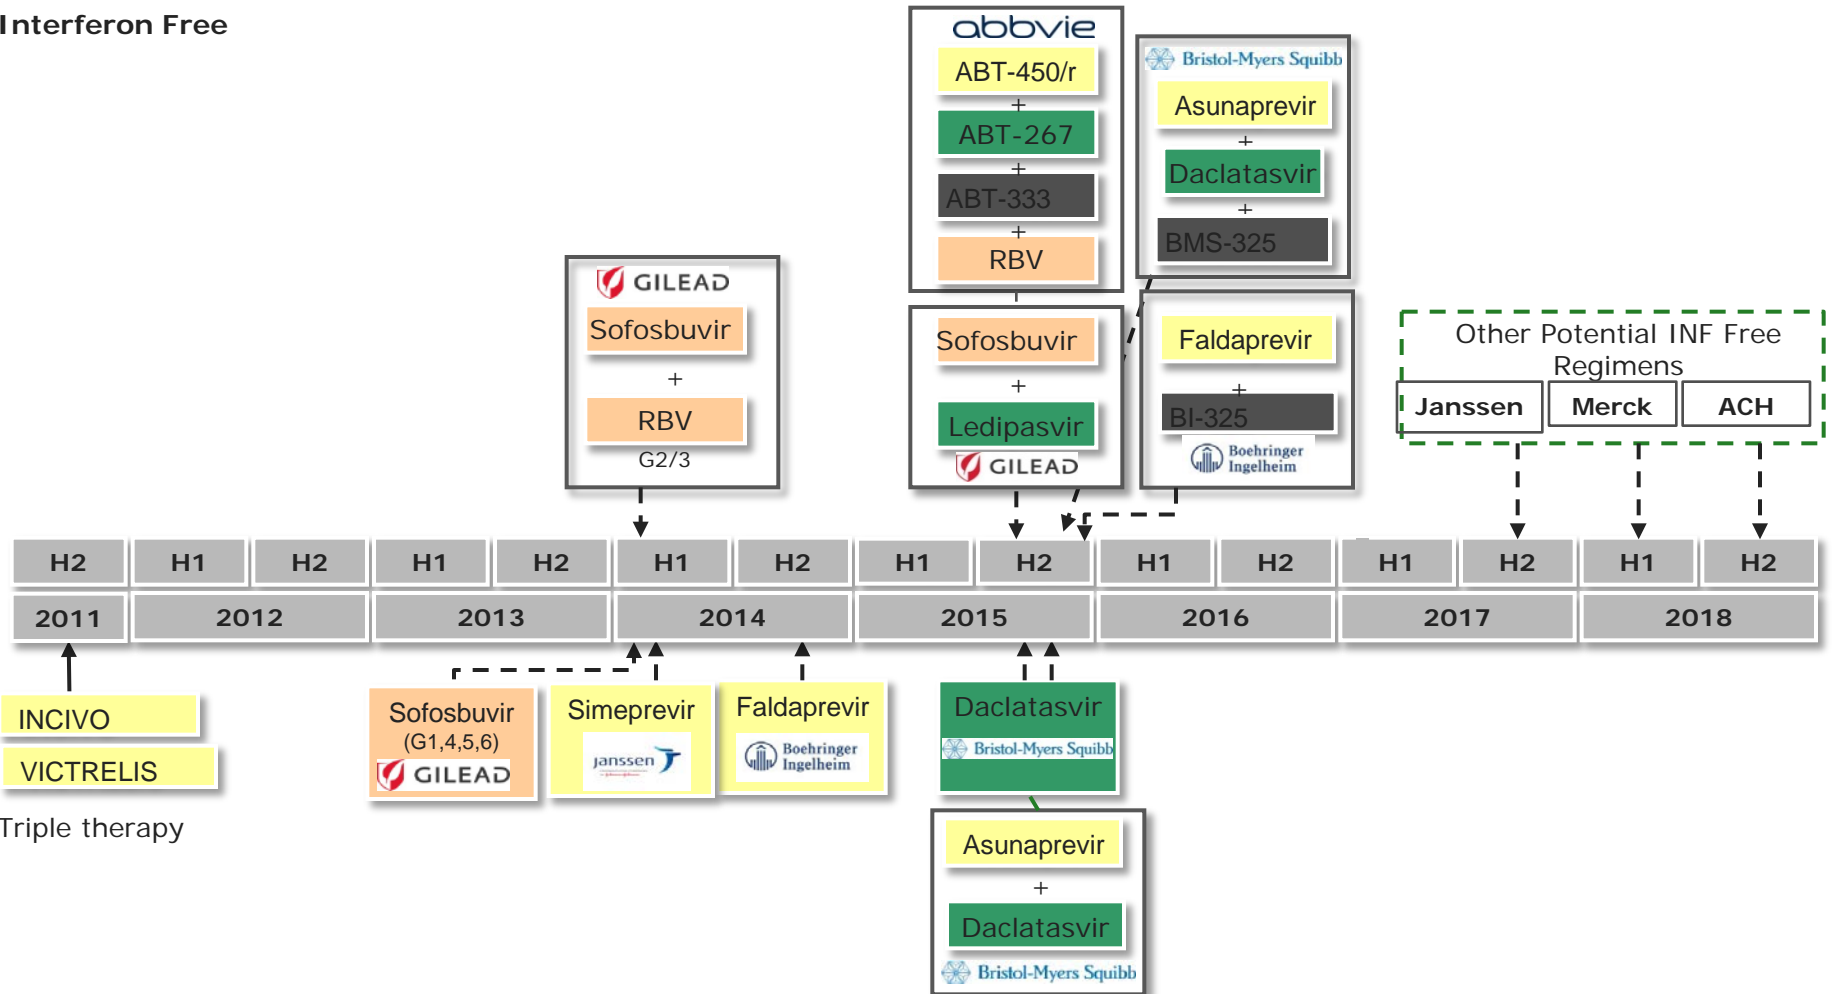 Interferon Free
abbvie
ABT-450/r
+
ABT-267
+
ABT-333
+
RBV
Bristol-Myers Squibb
Asunaprevir
+
Daclatasvir
+
BMS-325
GILEAD
Sofosbuvir
+
RBV
G2/3
Sofosbuvir
+
Ledipasvir
GILEAD
Faldaprevir
+
BI-325
Boehringer
Ingelheim
Other Potential INF Free
Regimens
Janssen Merck ACH
H2 H1 H2 H1 H2 H1 H2 H1 H2 H1 H2 H1 H2 H1 H2
2011 2012 2013 2014 2015 2016 2017 2018
INCIVO
VICTRELIS
Triple therapy
Sofosbuvir
(G1,4,5,6)
GILEAD
Simeprevir
janssen
Faldaprevir
Boehringer
Ingelheim
Daclatasvir
Bristol-Myers Squibb
Asunaprevir
+
Daclatasvir
Bristol-Myers Squibb